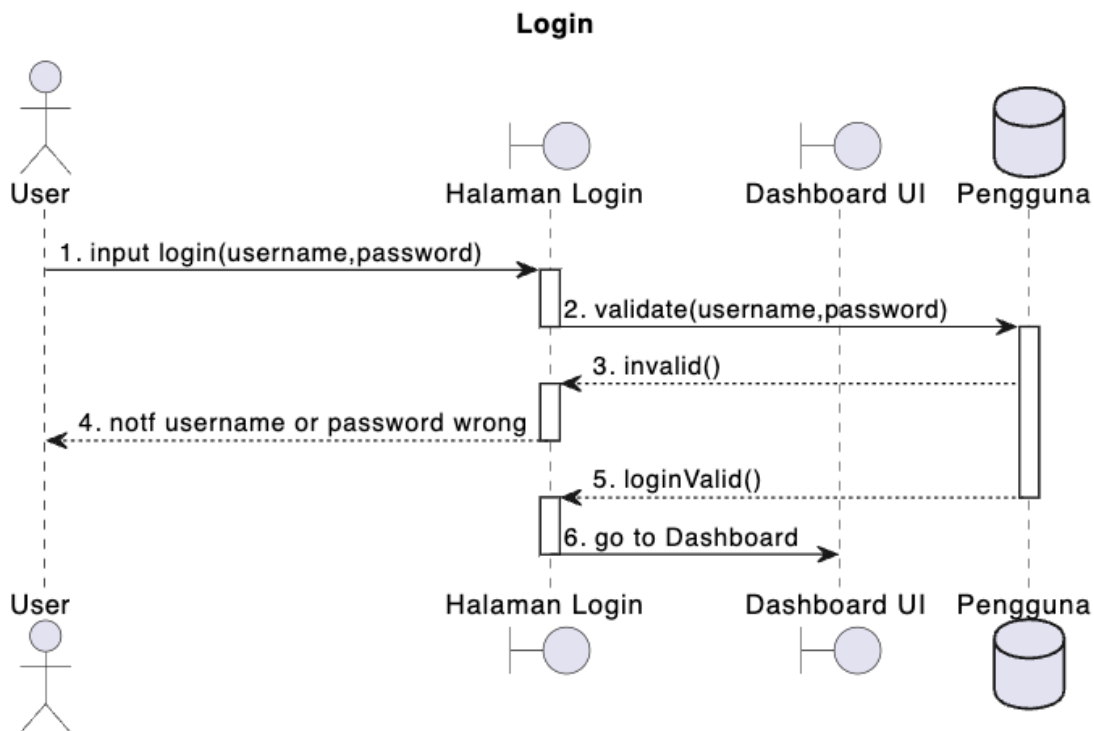 Login
User
Halaman Login
Dashboard UI
Pengguna
1. input login(username,password)
2. validate(username,password)
3. invalid()
4. notf username or password wrong
5. loginValid()
6. go to Dashboard
User
Halaman Login
Dashboard UI
Pengguna